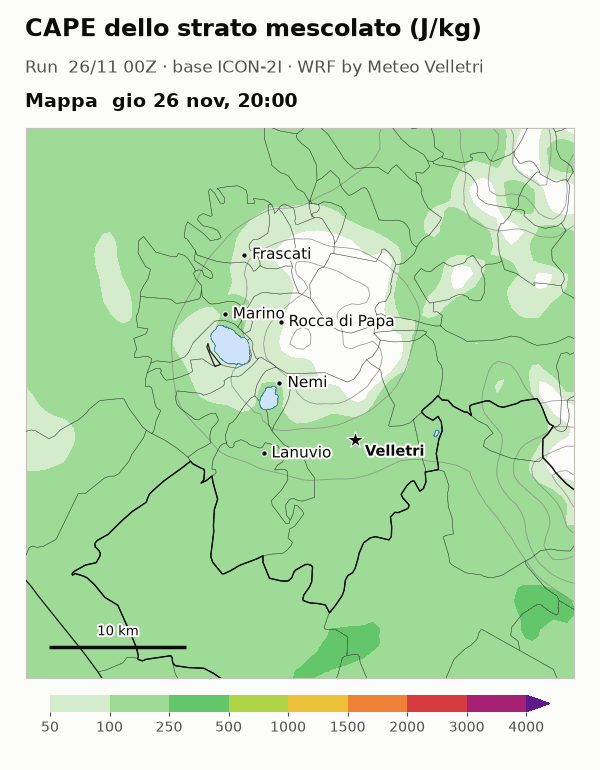 CAPE dello strato mescolato (J/kg)
Run  26/11 00Z · base ICON-2I · WRF by Meteo Velletri
Mappa  gio 26 nov, 20:00
Frascati
Marino
Rocca di Papa
Nemi
Velletri
Lanuvio
10 km
50 100 250 500 1000 1500 2000 3000 4000